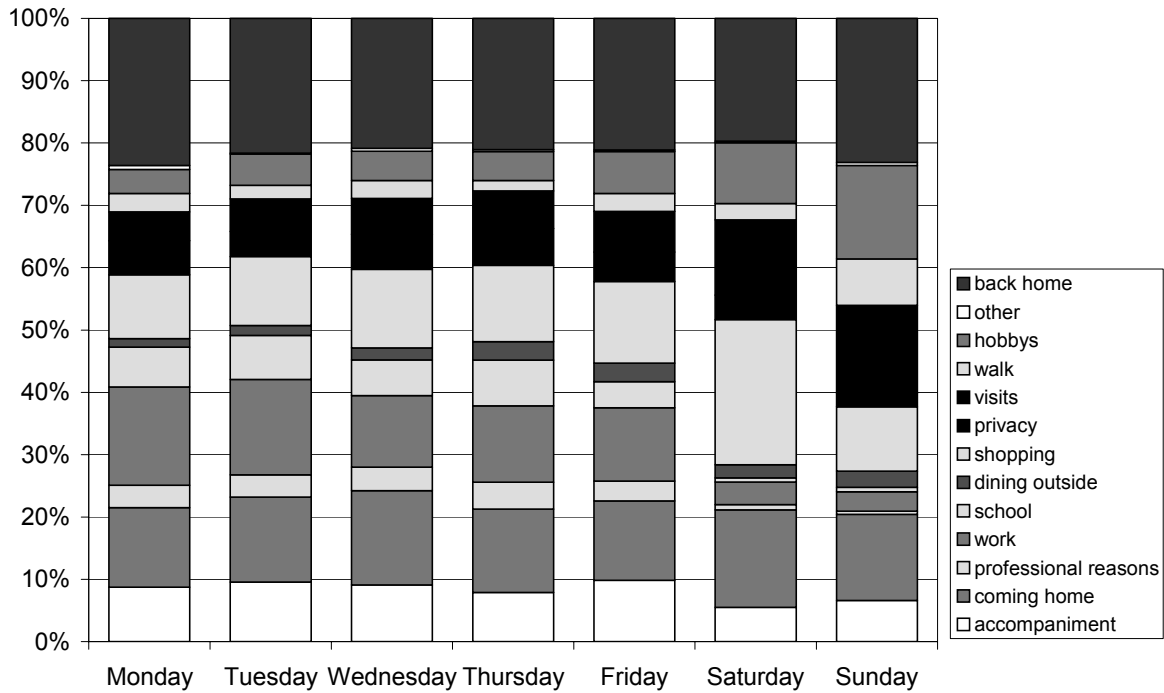 100%
90%
80%
70%
60%
50%
40%
30%
20%
10%
0%
Monday Tuesday Wednesday Thursday Friday Saturday Sunday
back home
other
hobbys
walk
visits
privacy
shopping
dining outside
school
work
professional reasons
coming home
accompaniment